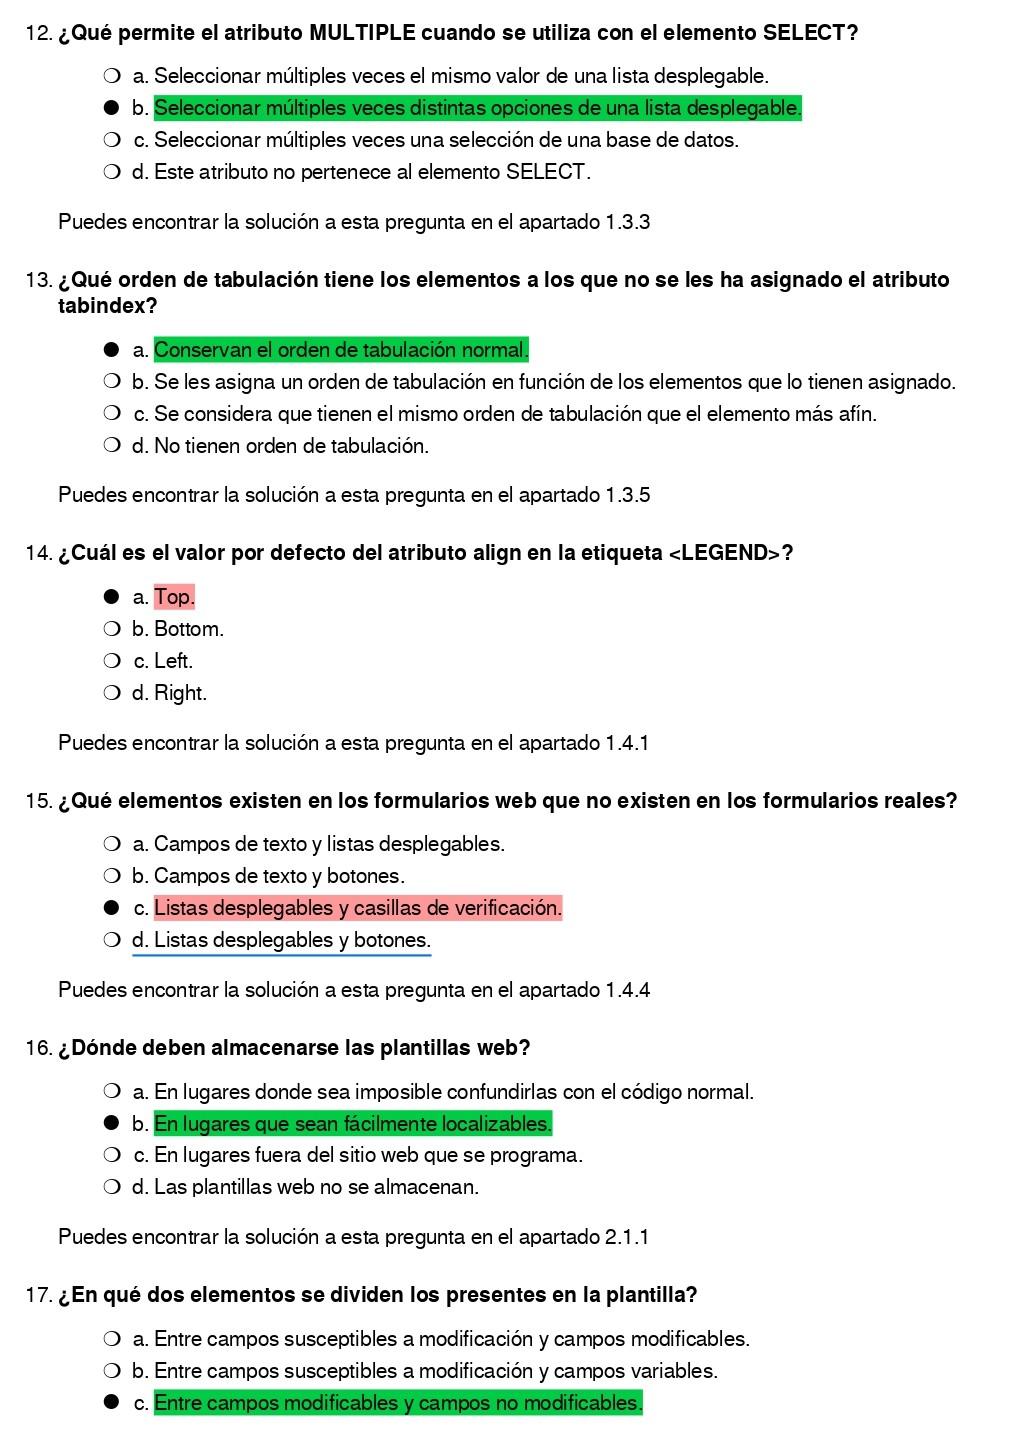 12. ¿Qué permite el atributo MULTIPLE cuando se utiliza con el elemento SELECT?
a. Seleccionar múltiples veces el mismo valor de una lista desplegable.
b. Seleccionar múltiples veces distintas opciones de una lista desplegable.
c. Seleccionar múltiples veces una selección de una base de datos.
d. Este atributo no pertenece al elemento SELECT.
Puedes encontrar la solución a esta pregunta en el apartado 1.3.3
13. ¿Qué orden de tabulación tiene los elementos a los que no se les ha asignado el atributo
tabindex?
a. Conservan el orden de tabulación normal.
b. Se les asigna un orden de tabulación en función de los elementos que lo tienen asignado.
c. Se considera que tienen el mismo orden de tabulación que el elemento más afín.
d. No tienen orden de tabulación.
Puedes encontrar la solución a esta pregunta en el apartado 1.3.5
14. ¿Cuál es el valor por defecto del atributo align en la etiqueta <LEGEND>?
a. Top.
b. Bottom.
c. Left.
d. Right.
Puedes encontrar la solución a esta pregunta en el apartado 1.4.1
15. ¿Qué elementos existen en los formularios web que no existen en los formularios reales?
a. Campos de texto y listas desplegables.
b. Campos de texto y botones.
c. Listas desplegables y casillas de verificación.
d. Listas desplegables y botones.
Puedes encontrar la solución a esta pregunta en el apartado 1.4.4
16. ¿Dónde deben almacenarse las plantillas web?
a. En lugares donde sea imposible confundirlas con el código normal.
b. En lugares que sean fácilmente localizables.
c. En lugares fuera del sitio web que se programa.
d. Las plantillas web no se almacenan.
Puedes encontrar la solución a esta pregunta en el apartado 2.1.1
17. ¿En qué dos elementos se dividen los presentes en la plantilla?
a. Entre campos susceptibles a modificación y campos modificables.
b. Entre campos susceptibles a modificación y campos variables.
c. Entre campos modificables y campos no modificables.